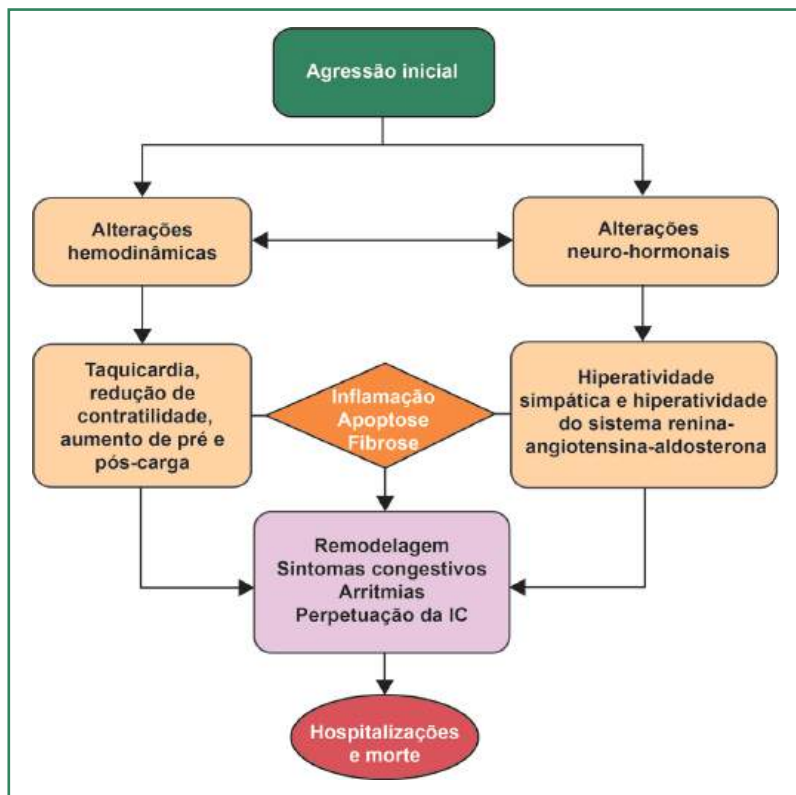 Agressão inicial
Alterações
hemodinâmicas
Alterações
neuro-hormonais
Taquicardia,
redução de
contratilidade,
aumento de pré e
pós-carga
Inflamação
Apoptose
Fibrose
Hiperatividade
simpática e hiperatividade
do sistema renina-
angiotensina-aldosterona
Remodelagem
Sintomas congestivos
Arritmias
Perpetuação da IC
Hospitalizações
e morte